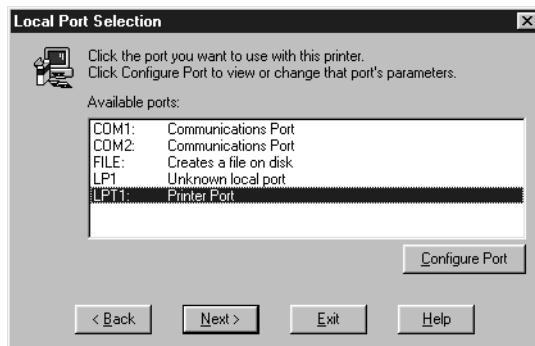 Local Port Selection
Click the port you want to use with this printer.
Click Configure Port to view or change that port's parameters.
Available ports:
COM1: Communications Port
COM2: Communications Port
FILE: Creates a file on disk
LP1 Unknown local port
LPT1: Printer Port
Configure Port
< Back Next > Exit Help